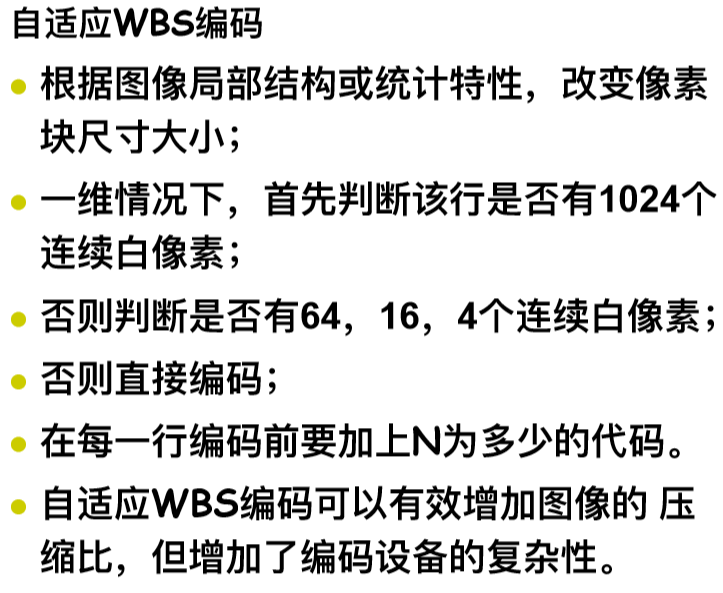 自适应WBS编码
根据图像局部结构或统计特性，改变像素
块尺寸大小；
一维情况下，首先判断该行是否有1024个
连续白像素；
否则判断是否有64，16，4个连续白像素；
否则直接编码；
在每一行编码前要加上N为多少的代码。
自适应WBS编码可以有效增加图像的 压
缩比，但增加了编码设备的复杂性。